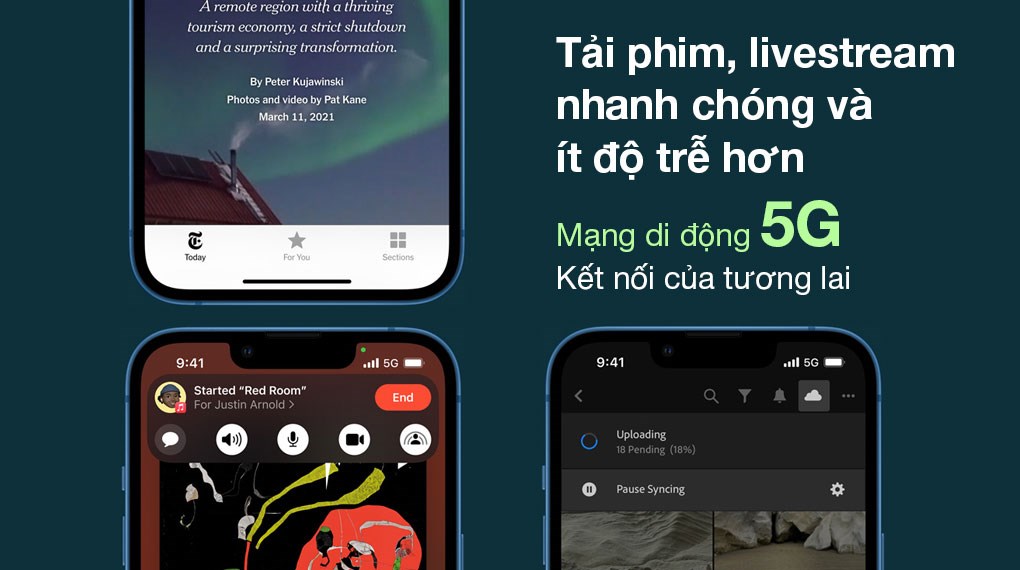 A remote region with a thriving
tourism economy, a strict shutdown
and a surprising transformation.
By Peter Kujawinski
Photos and video by Pat Kane
March 11, 2021
Today
For You
Sections
Tải phim, livestream
nhanh chóng và
ít độ trễ hơn
Mạng di động 5G
Kết nối của tương lai
9:41
5G
Started “Red Room”
For Justin Arnold >
End
9:41
5G
Uploading
18 Pending (18%)
Pause Syncing